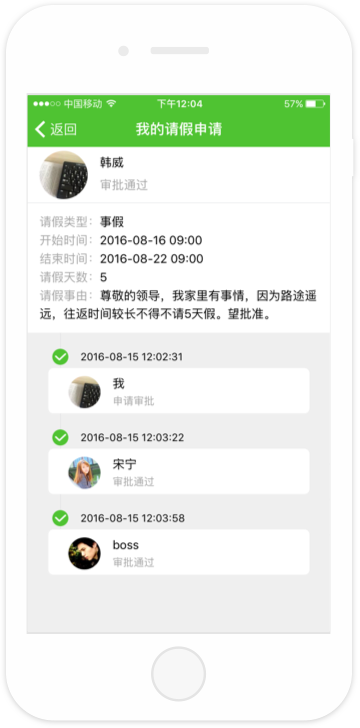 中国移动 下午12:04 57%
返回 我的请假申请
韩威
审批通过
请假类型：事假
开始时间：2016-08-16 09:00
结束时间：2016-08-22 09:00
请假天数：5
请假事由：尊敬的领导，我家里有事情，因为路途遥
远，往返时间较长不得不请5天假。望批准。
2016-08-15 12:02:31
我
申请审批
2016-08-15 12:03:22
宋宁
审批通过
2016-08-15 12:03:58
boss
审批通过